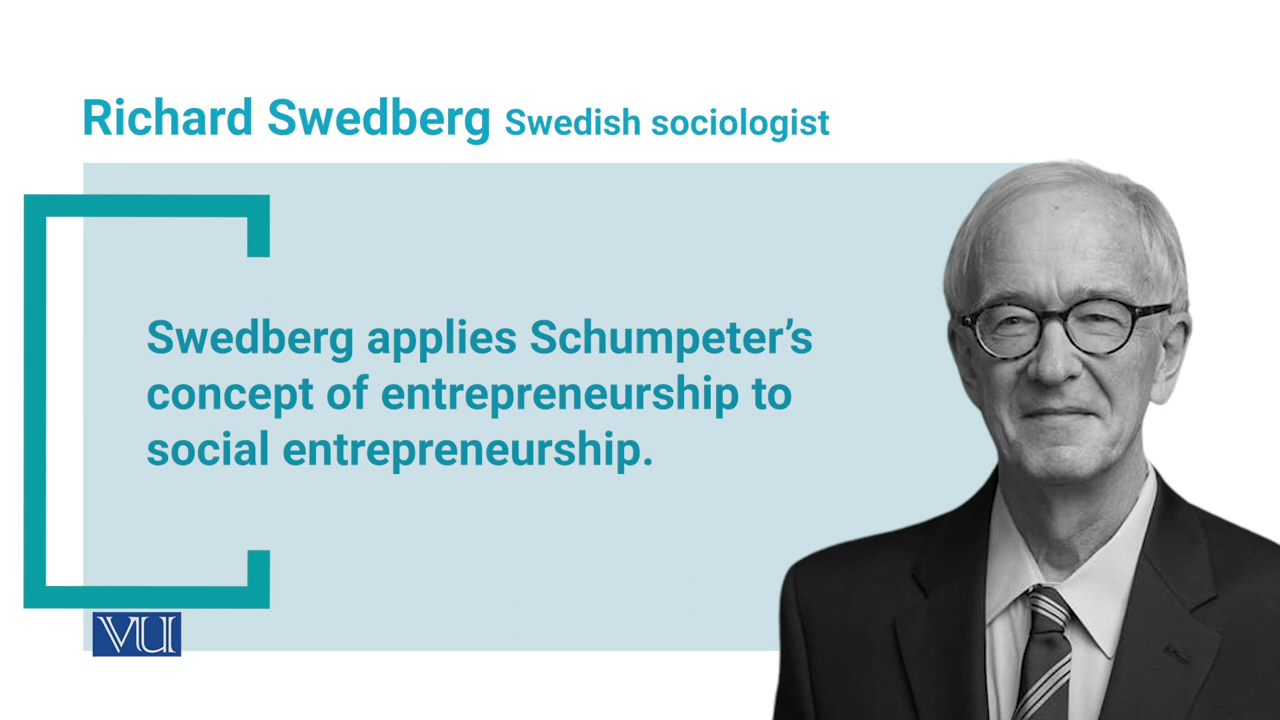 Richard Swedberg Swedish sociologist
Swedberg applies Schumpeter’s
concept of entrepreneurship to
social entrepreneurship.
VU